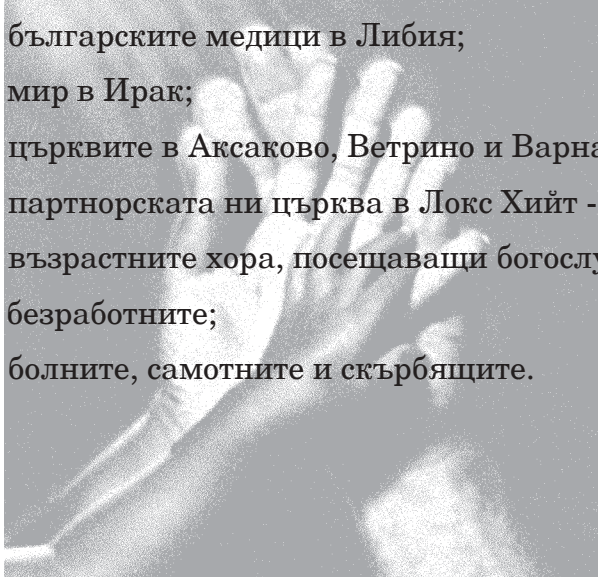 българските медици в Либия;
мир в Ирак;
църквите в Аксаково, Ветрино и Варна
партнорската ни църква в Локс Хийт -
възрастните хора, посещаващи богослу
безработните;
болните, самотните и скърбящите.